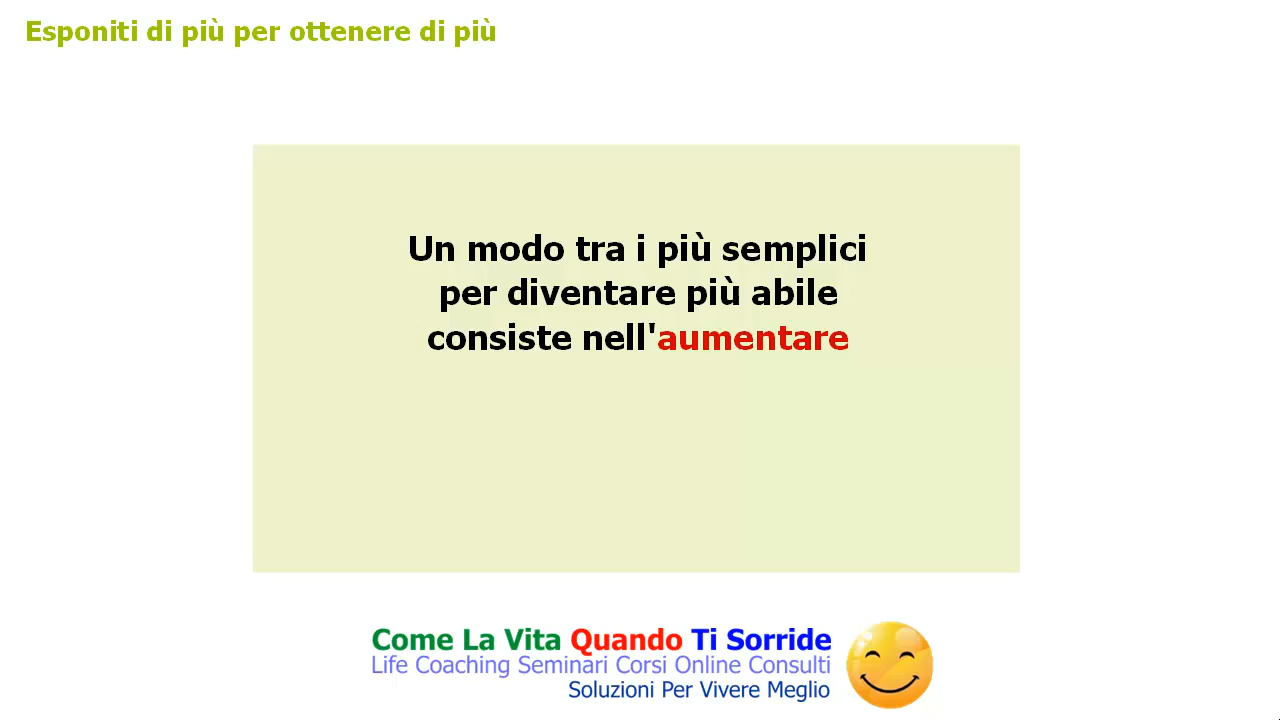 Esponiti di più per ottenere di più
Un modo tra i più semplici
per diventare più abile
consiste nell'aumentare
Come La Vita Quando Ti Sorride
Life Coaching Seminari Corsi Online Consulti
Soluzioni Per Vivere Meglio